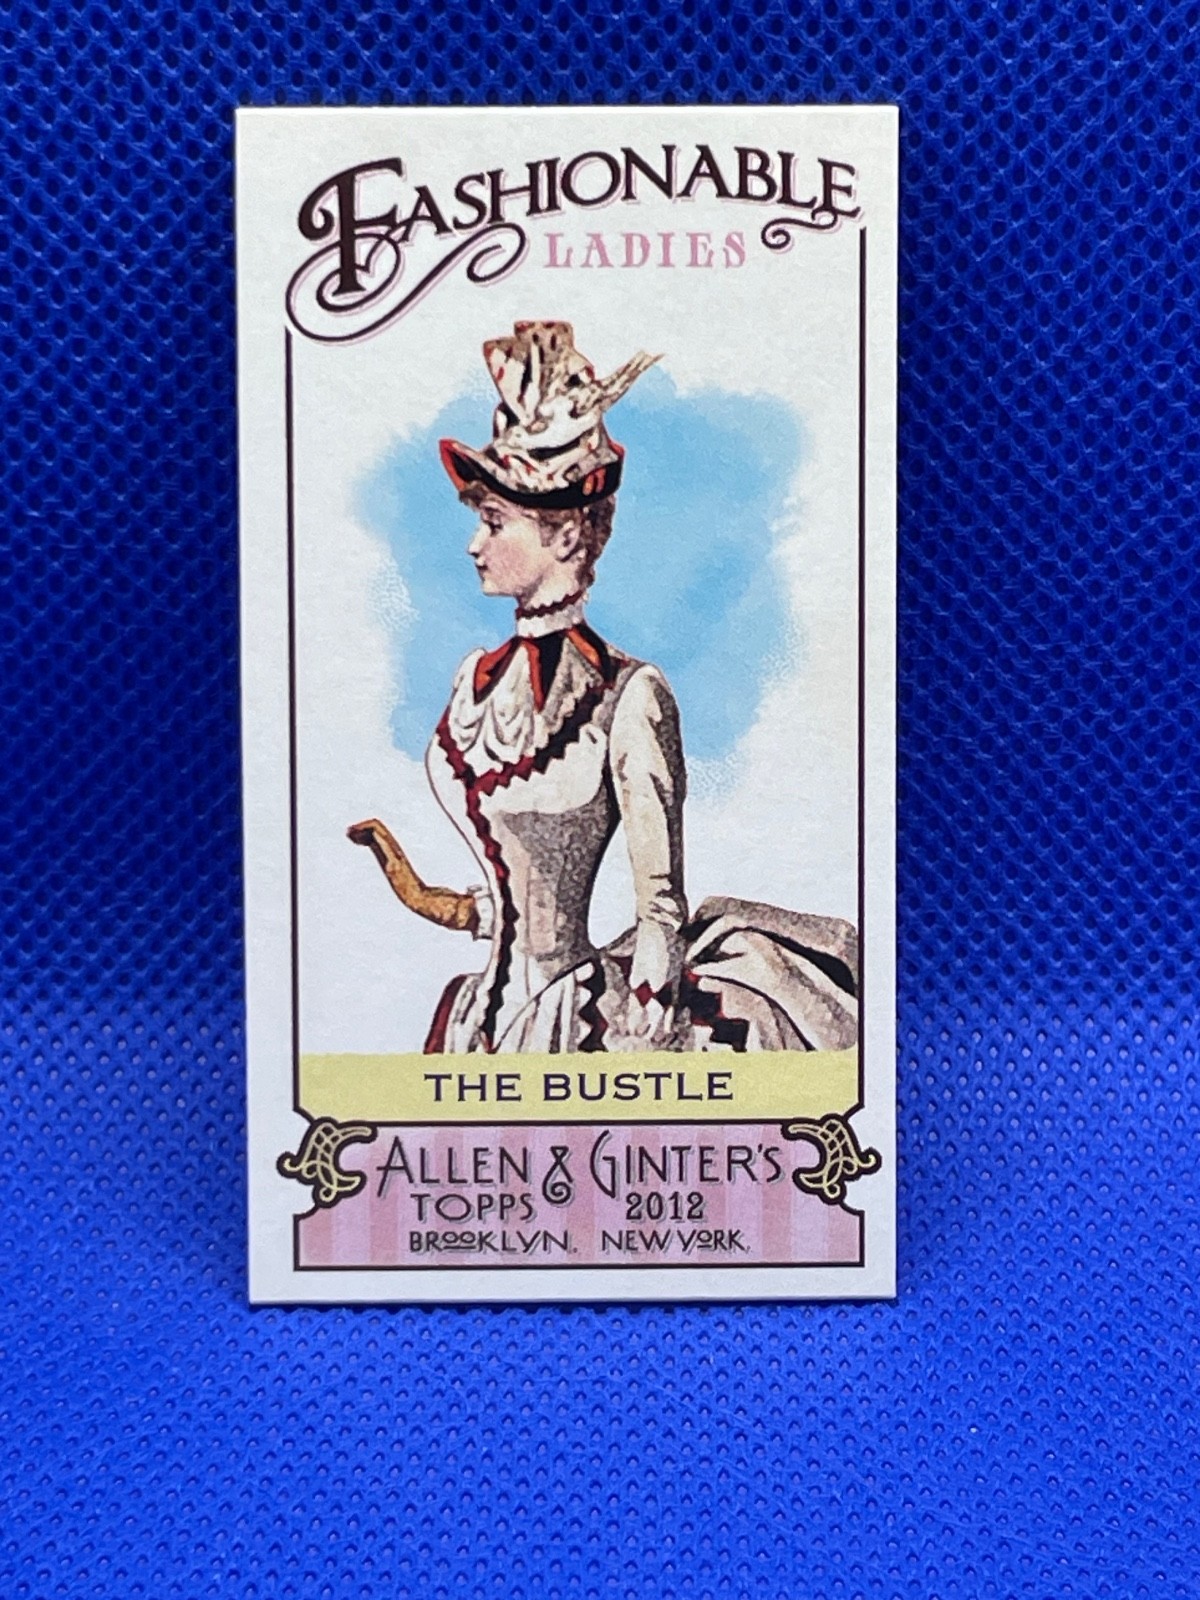 FASHIONABLE
LADIES
THE BUSTLE
ALLEN & GINTER'S
TOPPS 2012
BROOKLYN, NEW YORK.